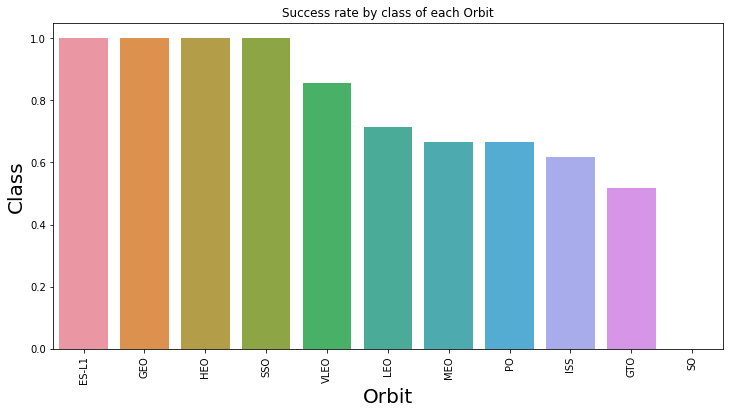 Success rate by class of each Orbit
Class
1.0
0.8
0.6
0.4
0.2
0.0
ES-L1
GEO
HEO
SSO
VLEO
LEO
MEO
PO
ISS
GTO
SO
Orbit